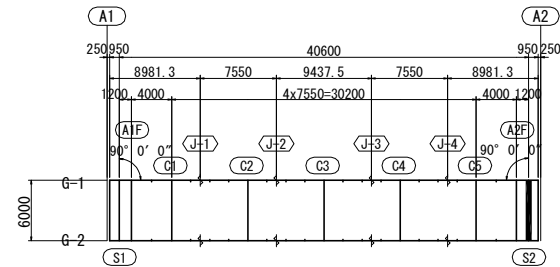 A1 A2
250 950 40600 950 250
8981.3 7550 9437.5 7550 8981.3
1200 4000 4x7550=30200 4000 1200
A1F A2F
J-1 J-2 J-3 J-4
90° 0′ 0″ 90° 0′ 0″
C1 C2 C3 C4 C5
G-1
6000
G-2
S1 S2